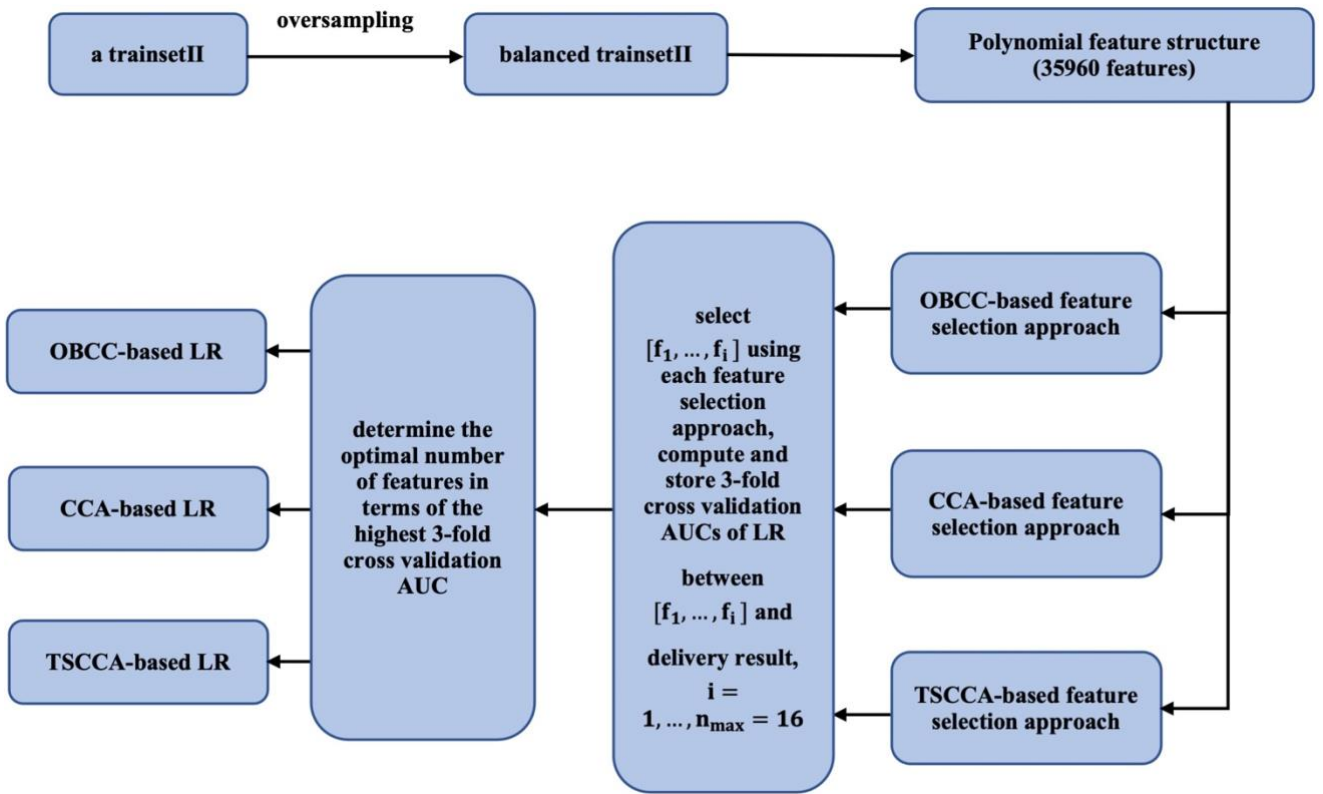 a trainsetII
oversampling
balanced trainsetII
Polynomial feature structure
(35960 features)
OBCC-based feature
selection approach
CCA-based feature
selection approach
TSCCA-based feature
selection approach
select
[f₁, ... , fᵢ ] using
each feature
selection
approach,
compute and
store 3-fold
cross validation
AUCs of LR
between
[f₁, ... , fᵢ ] and
delivery result,
i =
1, ... , nₘₐₓ = 16
determine the
optimal number
of features in
terms of the
highest 3-fold
cross validation
AUC
OBCC-based LR
CCA-based LR
TSCCA-based LR